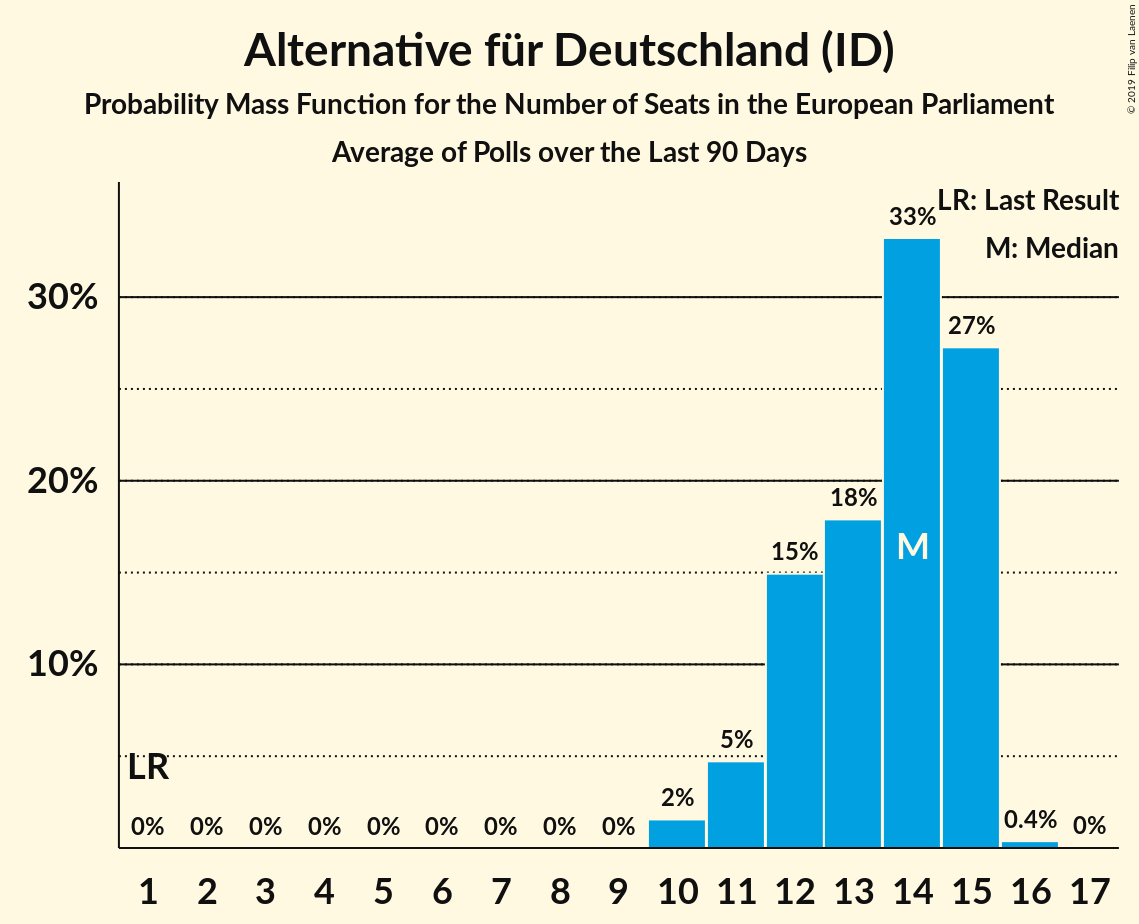 Alternative für Deutschland (ID)
Probability Mass Function for the Number of Seats in the European Parliament
Average of Polls over the Last 90 Days
© 2019 Filip van Laenen
LR: Last Result
M: Median
33%
30%
27%
20%
18%
M
15%
10%
5%
LR
2%
0% 0% 0% 0% 0% 0% 0% 0% 0% 0.4% 0%
1 2 3 4 5 6 7 8 9 10 11 12 13 14 15 16 17